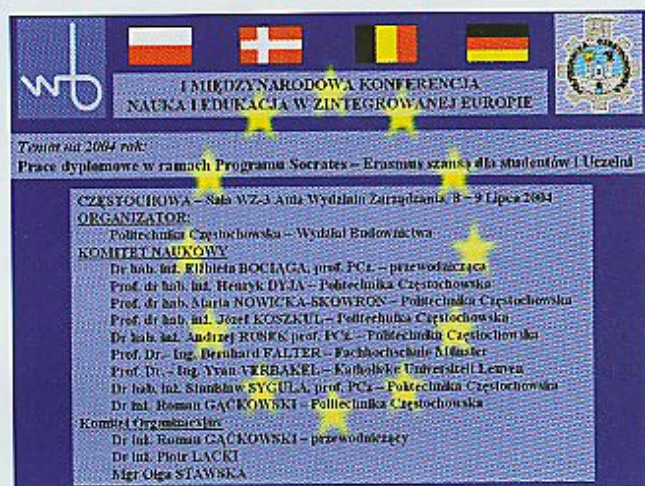 wb
I MIĘDZYNARODOWA KONFERENCJA
NAUKA I EDUKACJA W ZINTEGROWANEJ EUROPIE
Temat na 2004 rok:
Prace dyplomowe w ramach Programu Socrates – Erasmus szansą dla studentów i Uczelni
CZĘSTOCHOWA – Sala WZ-3 Aula Wydziału Zarządzania, 8 – 9 Lipca 2004
ORGANIZATOR:
Politechnika Częstochowska – Wydział Budownictwa
KOMITET NAUKOWY
Dr hab. inż. Elżbieta BOCIĄGA, prof. PCz. – przewodnicząca
Prof. dr hab. inż. Henryk DYJA – Politechnika Częstochowska
Prof. dr hab. Maria NOWICKA-SKOWRON – Politechnika Częstochowska
Prof. dr hab. inż. Józef KOSZKUL – Politechnika Częstochowska
Dr hab. inż. Andrzej RUSEK prof. PCz. – Politechnika Częstochowska
Prof. Dr. – Ing. Bernhard FALTER – Fachhochschule Münster
Prof. Dr. – Ing. Yvan VERBAKEL – Katholieke Universiteit Leuven
Dr hab. inż. Stanisław SYGUŁA, prof. PCz – Politechnika Częstochowska
Dr inż. Roman GAĆKOWSKI – Politechnika Częstochowska
Komitet Organizacyjny
Dr inż. Roman GAĆKOWSKI – przewodniczący
Dr inż. Piotr LACKI
Mgr Olga STAWSKA